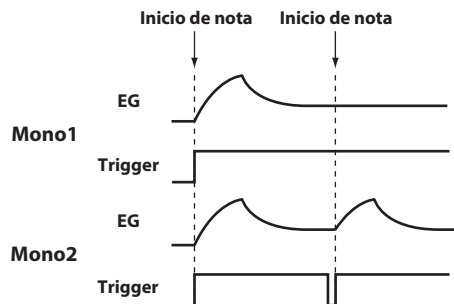 Inicio de nota Inicio de nota
EG
Mono1
Trigger
EG
Mono2
Trigger